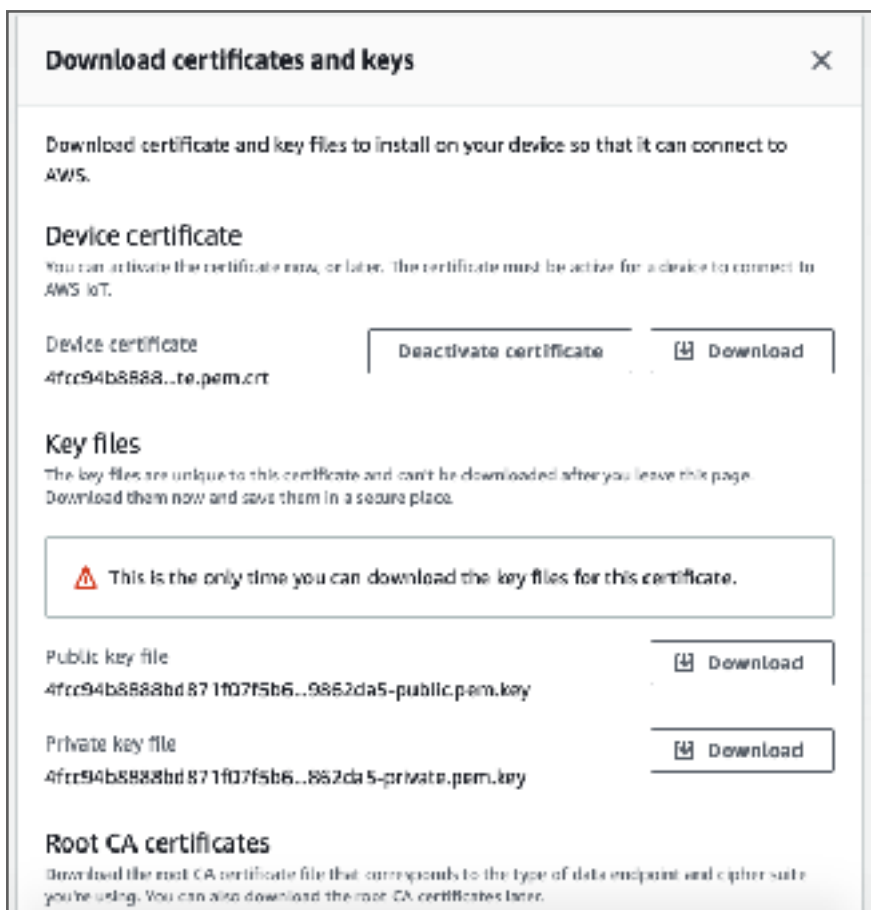 Download certificates and keys
Download certificate and key files to install on your device so that it can connect to
AWS.
Device certificate
You can activate the certificate now, or later. The certificate must be active for a device to connect to
AWS IoT.
Device certificate
4fcc94b8888...te.pem.crt
Deactivate certificate
Download
Key files
The key files are unique to this certificate and can't be downloaded after you leave this page.
Download them now and save them in a secure place.
This is the only time you can download the key files for this certificate.
Public key file
4fcc94b8888bd871f07f5b6...9862da5-public.pem.key
Download
Private key file
4fcc94b8888bd871f07f5b6...862da5-private.pem.key
Download
Root CA certificates
Download the root CA certificate file that corresponds to the type of data endpoint and cipher suite
you're using. You can also download the root CA certificates later.